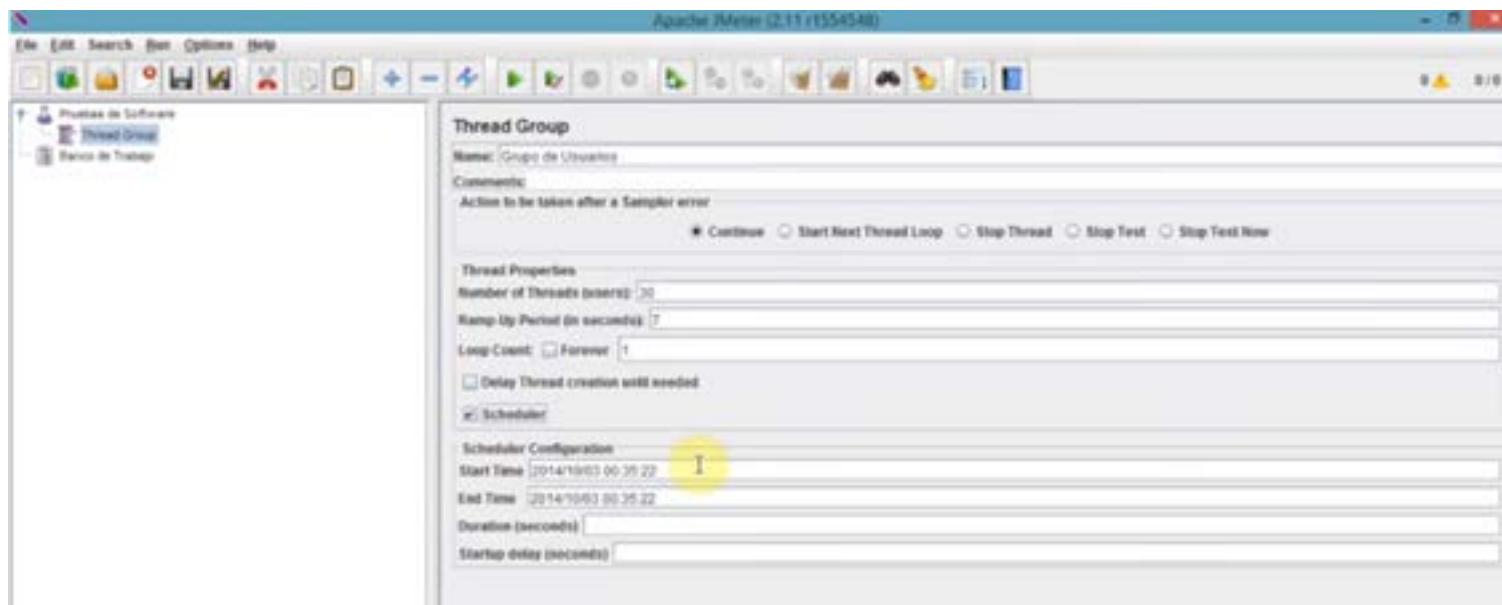 Apache JMeter (2.11 r1554548)
File Edit Search Run Options Help
0 0 / 0
Pruebas de Software
Thread Group
Banco de Trabajo
Thread Group
Name: Grupo de Usuarios
Comments:
Action to be taken after a Sampler error
Continue Start Next Thread Loop Stop Thread Stop Test Stop Test Now
Thread Properties
Number of Threads (users): 30
Ramp-Up Period (in seconds): 7
Loop Count: Forever 1
Delay Thread creation until needed
Scheduler
Scheduler Configuration
Start Time 2014/10/03 00:35:22
End Time 2014/10/03 00:35:22
Duration (seconds)
Startup delay (seconds)